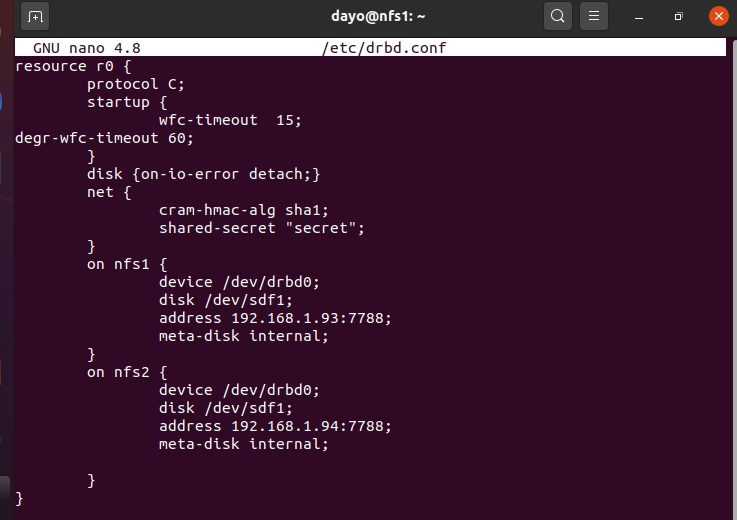 dayo@nfs1: ~
GNU nano 4.8 /etc/drbd.conf
resource r0 {
protocol C;
startup {
wfc-timeout  15;
degr-wfc-timeout 60;
}
disk {on-io-error detach;}
net {
cram-hmac-alg sha1;
shared-secret "secret";
}
on nfs1 {
device /dev/drbd0;
disk /dev/sdf1;
address 192.168.1.93:7788;
meta-disk internal;
}
on nfs2 {
device /dev/drbd0;
disk /dev/sdf1;
address 192.168.1.94:7788;
meta-disk internal;
}
}